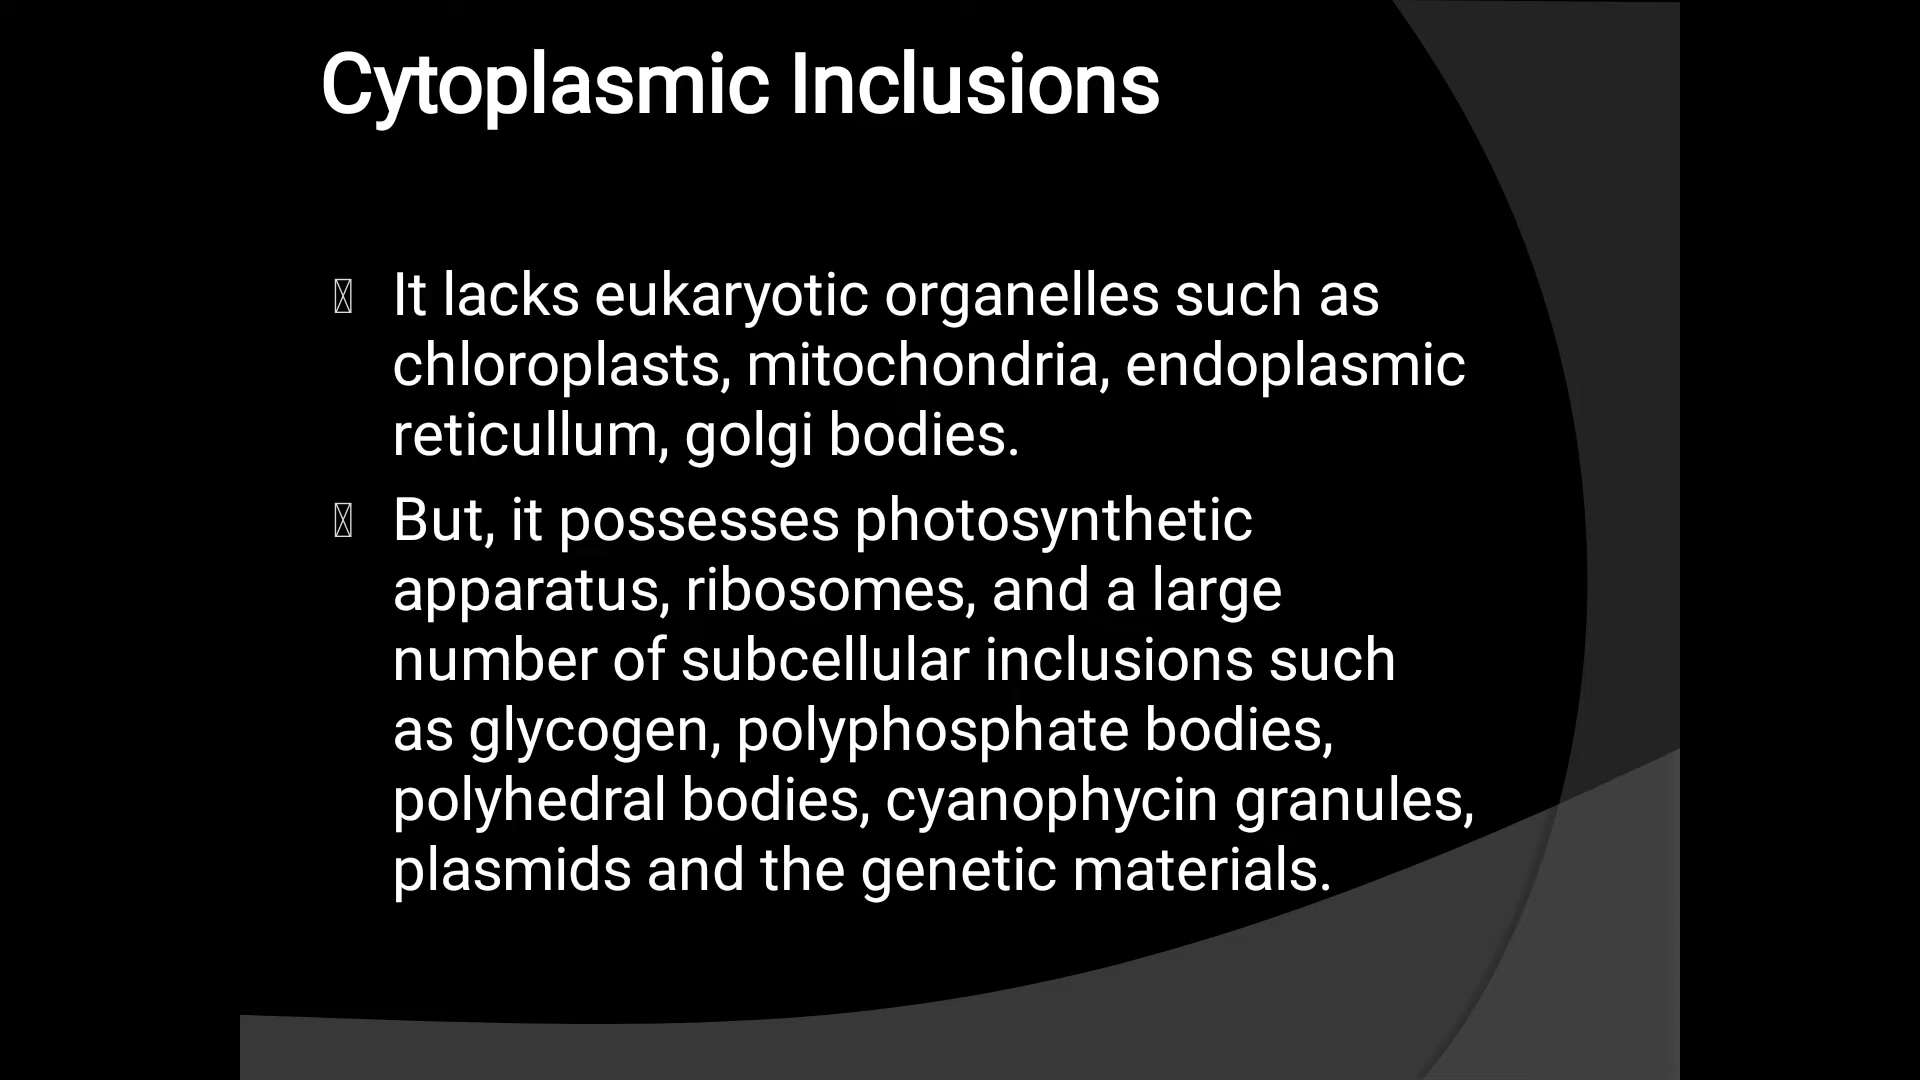 Cytoplasmic Inclusions
It lacks eukaryotic organelles such as
chloroplasts, mitochondria, endoplasmic
reticullum, golgi bodies.
But, it possesses photosynthetic
apparatus, ribosomes, and a large
number of subcellular inclusions such
as glycogen, polyphosphate bodies,
polyhedral bodies, cyanophycin granules,
plasmids and the genetic materials.